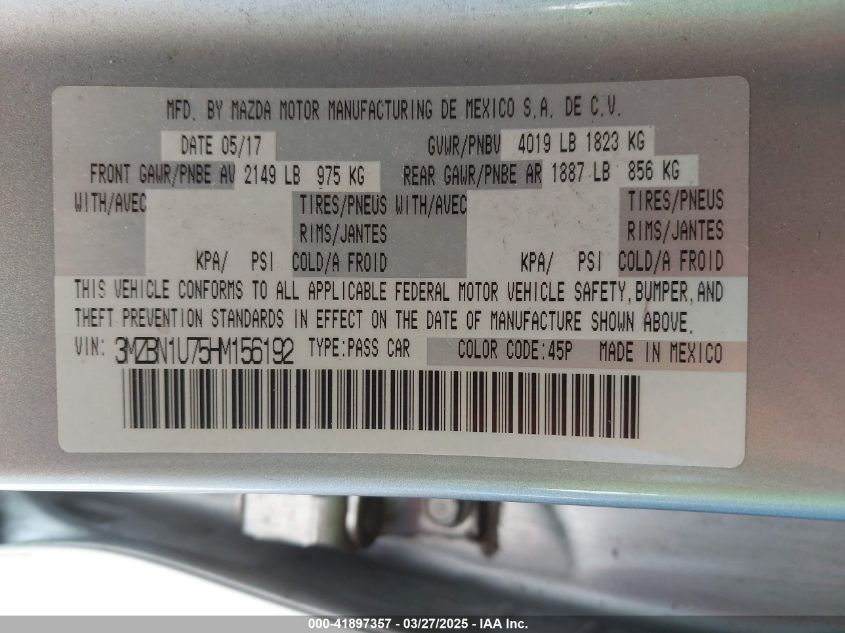 MFD. BY MAZDA MOTOR MANUFACTURING DE MEXICO S.A. DE C.V.
DATE 05/17 GVWR/PNBV 4019 LB 1823 KG
FRONT GAWR/PNBE AV 2149 LB 975 KG REAR GAWR/PNBE AR 1887 LB 856 KG
WITH/AVEC TIRES/PNEUS WITH/AVEC TIRES/PNEUS
RIMS/JANTES RIMS/JANTES
KPA/ PSI COLD/A FROID KPA/ PSI COLD/A FROID
THIS VEHICLE CONFORMS TO ALL APPLICABLE FEDERAL MOTOR VEHICLE SAFETY, BUMPER, AND
THEFT PREVENTION STANDARDS IN EFFECT ON THE DATE OF MANUFACTURE SHOWN ABOVE.
VIN: 3MZBN1U75HM156192 TYPE:PASS CAR COLOR CODE:45P MADE IN MEXICO
000-41897357 - 03/27/2025 - IAA Inc.